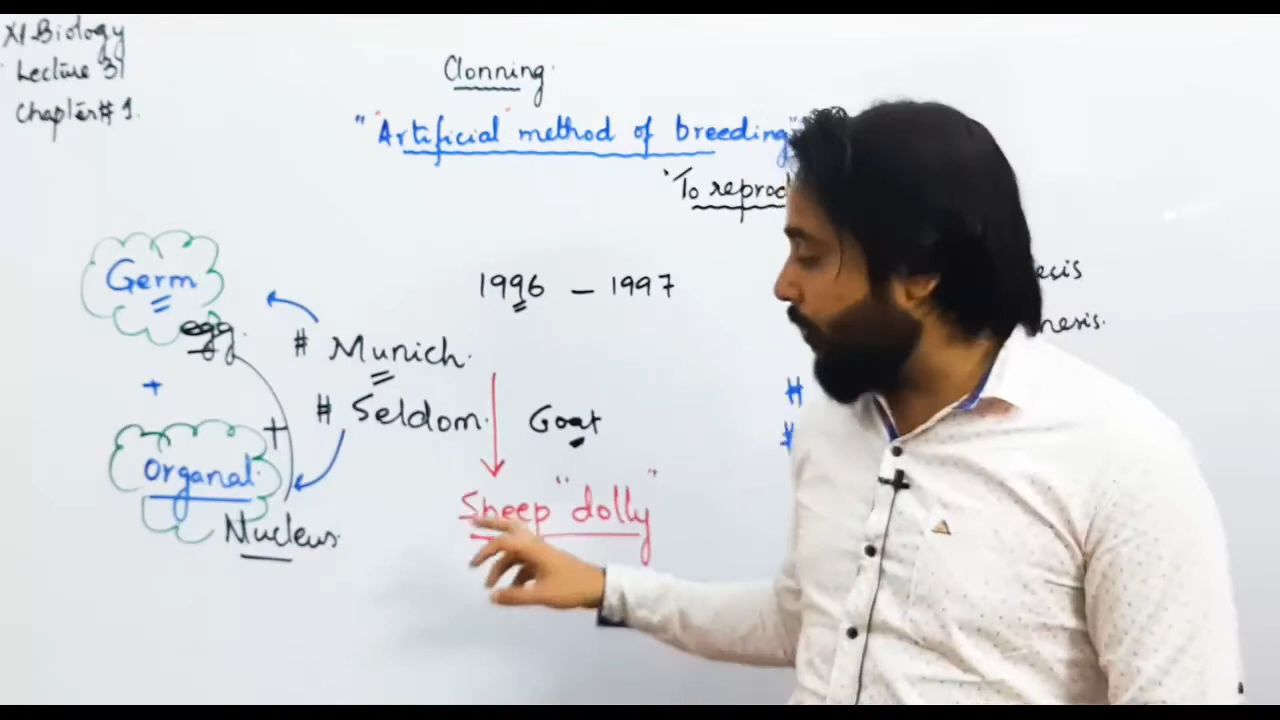 XI. Biology
Lecture 31
Chapter# 1.
Clonning
"Artificial" method of breeding"
"To reprod
Germ
egg.
+
+
Organal
Nucleus
1996 - 1997
# Munich.
# Seldom.
Goat
Sheep "dolly"
esis
nesis.
#
#